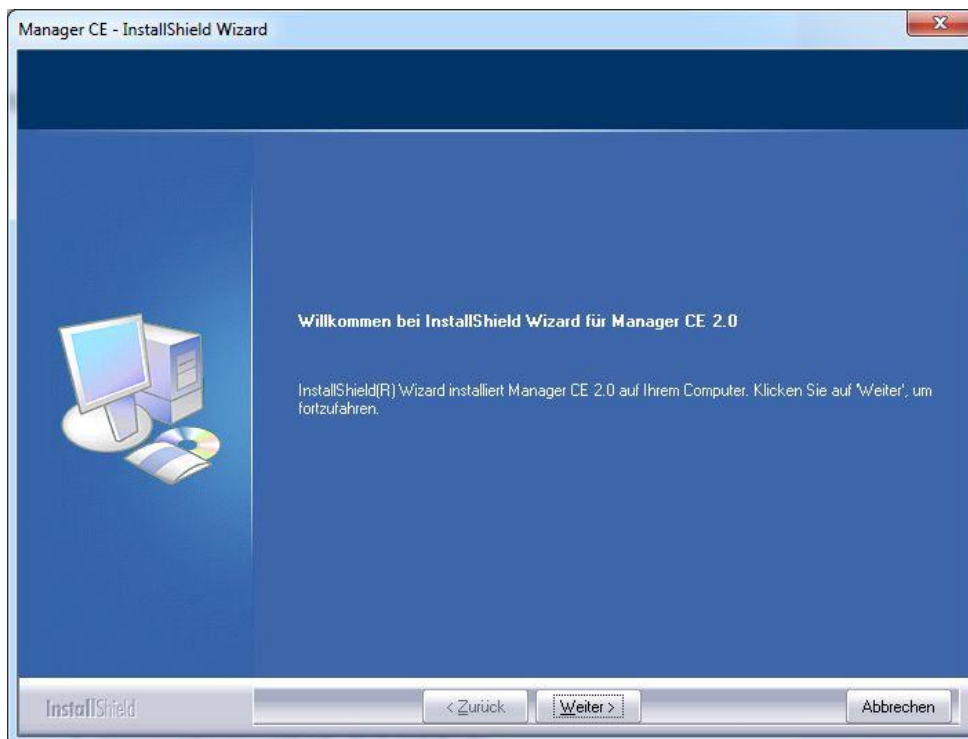 Manager CE - InstallShield Wizard
Willkommen bei InstallShield Wizard für Manager CE 2.0
InstallShield(R) Wizard installiert Manager CE 2.0 auf Ihrem Computer. Klicken Sie auf 'Weiter', um
fortzufahren.
InstallShield
< Zurück
Weiter >
Abbrechen